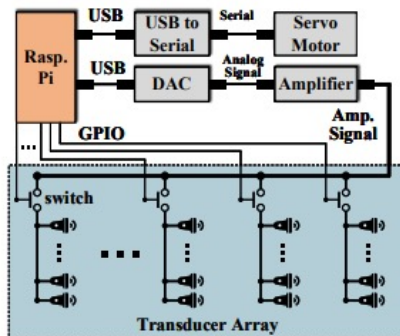 USB
USB to
Serial
Serial
Servo
Motor
Rasp.
Pi
USB
DAC
Analog
Signal
Amplifier
GPIO
Amp.
Signal
...
switch
Transducer Array